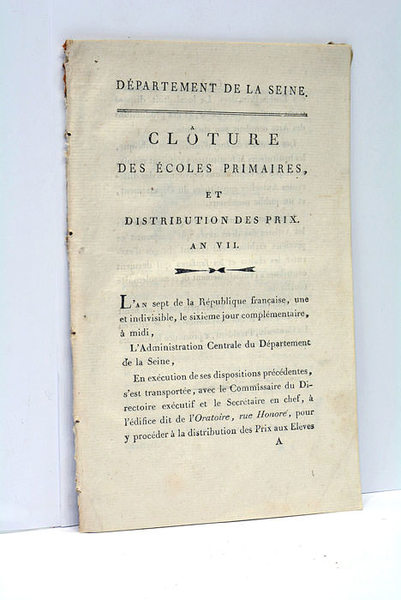 DÉPARTEMENT DE LA SEINE.
CLÔTURE
DES ÉCOLES PRIMAIRES,
ET
DISTRIBUTION DES PRIX.
AN VII.
L'AN sept de la République française, une
et indivisible, le sixième jour complémentaire,
à midi,
L'Administration Centrale du Département
de la Seine,
En exécution de ses dispositions précédentes,
s'est transportée, avec le Commissaire du Di-
rectoire exécutif et le Secrétaire en chef, à
l'édifice dit de l'Oratoire, rue Honoré, pour
y procéder à la distribution des Prix aux Eleves
A